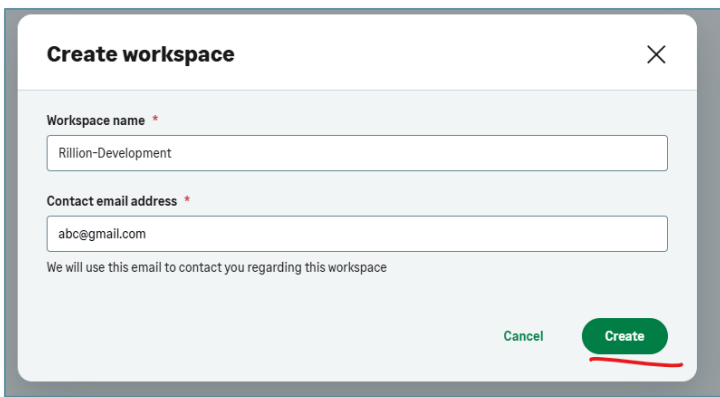 Create workspace
Workspace name *
Rillion-Development
Contact email address *
abc@gmail.com
We will use this email to contact you regarding this workspace
Cancel Create